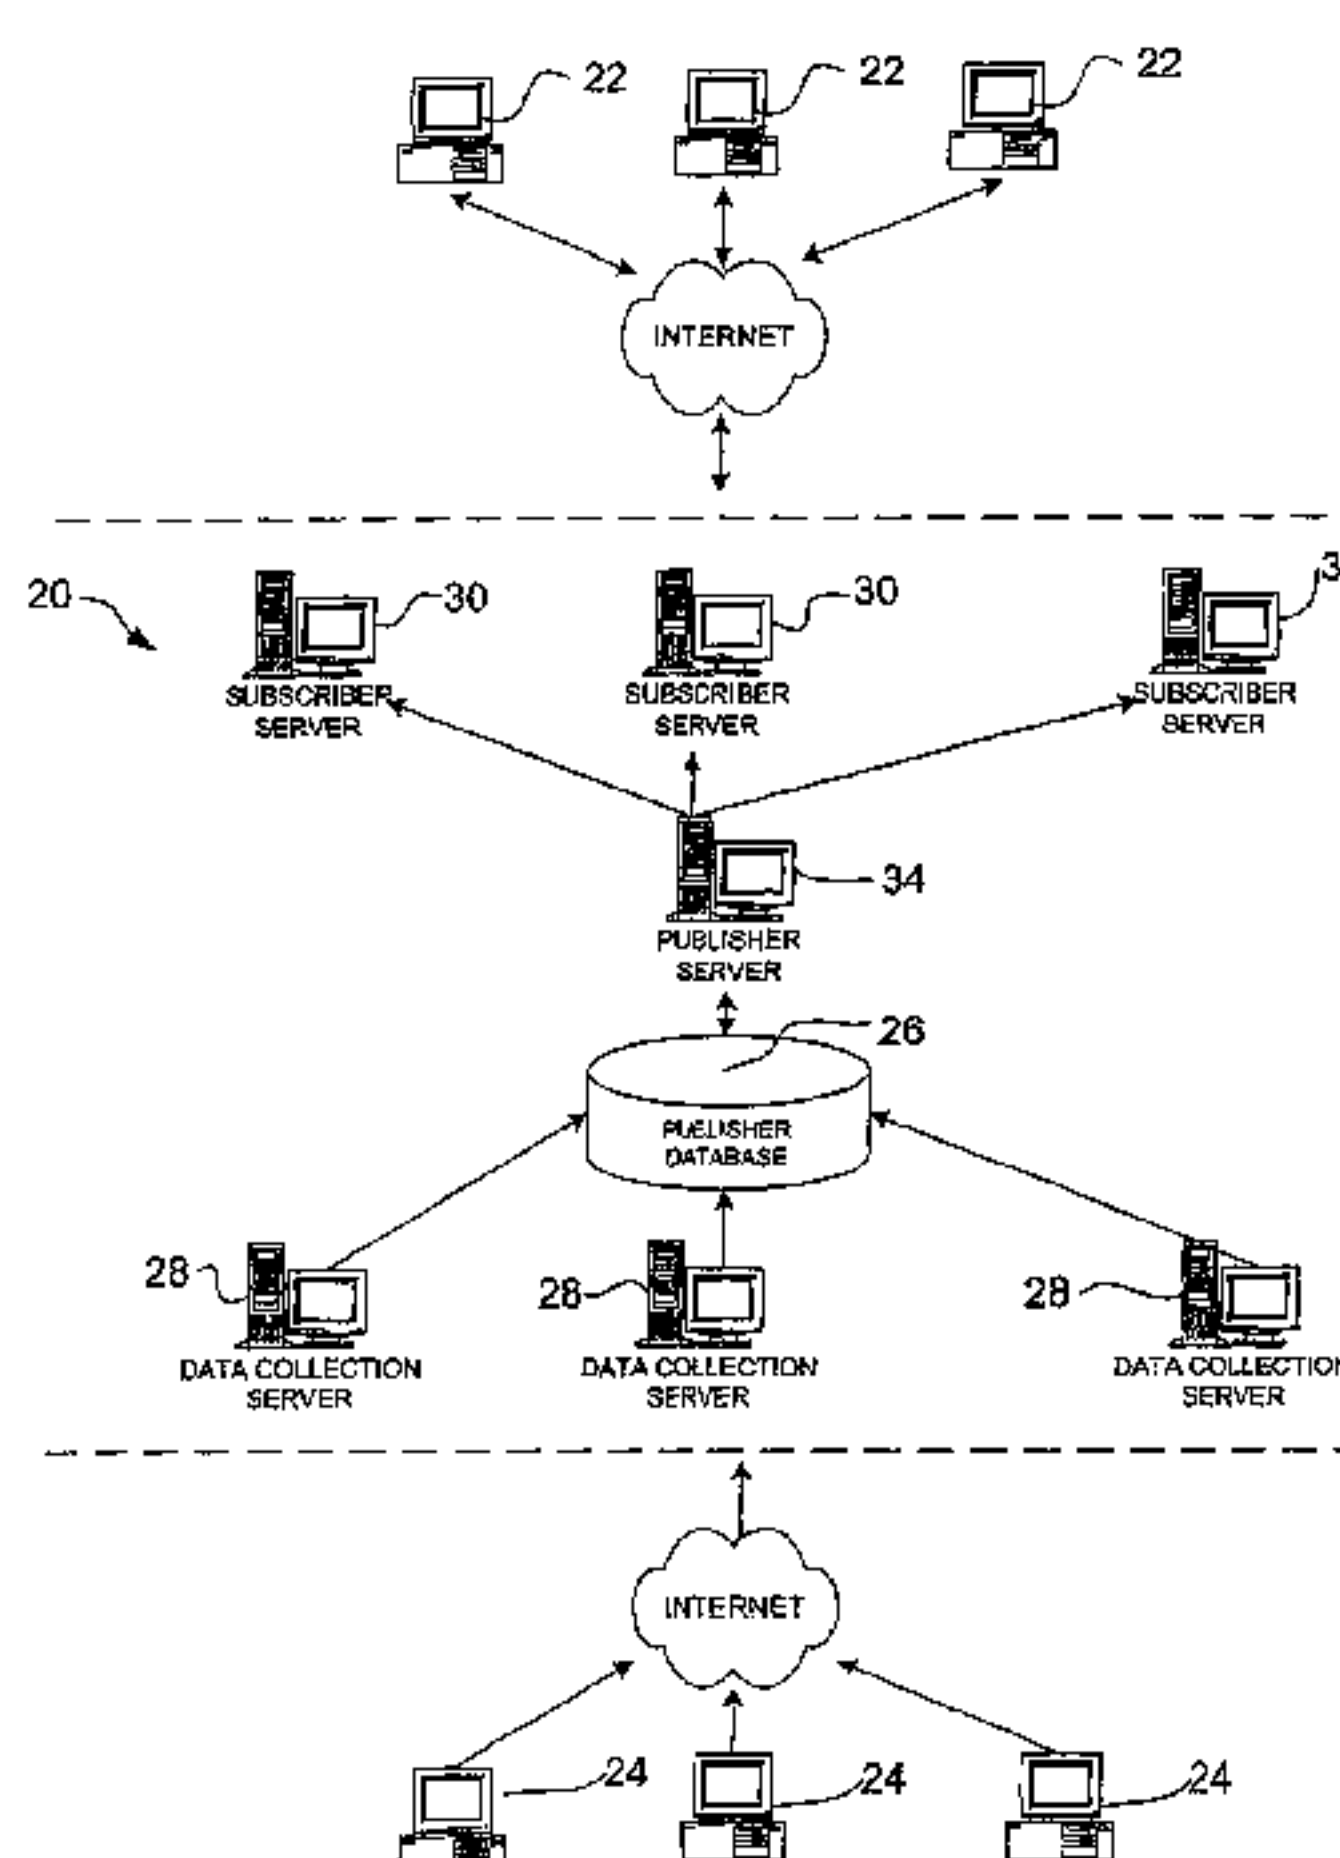 22 22 22
INTERNET
20 30 30 3
SUBSCRIBER SUBSCRIBER SUBSCRIBER
SERVER SERVER SERVER
34
PUBLISHER
SERVER
26
PUBLISHER
DATABASE
28 28 28
DATA COLLECTION DATA COLLECTION DATA COLLECTION
SERVER SERVER SERVER
INTERNET
24 24 24